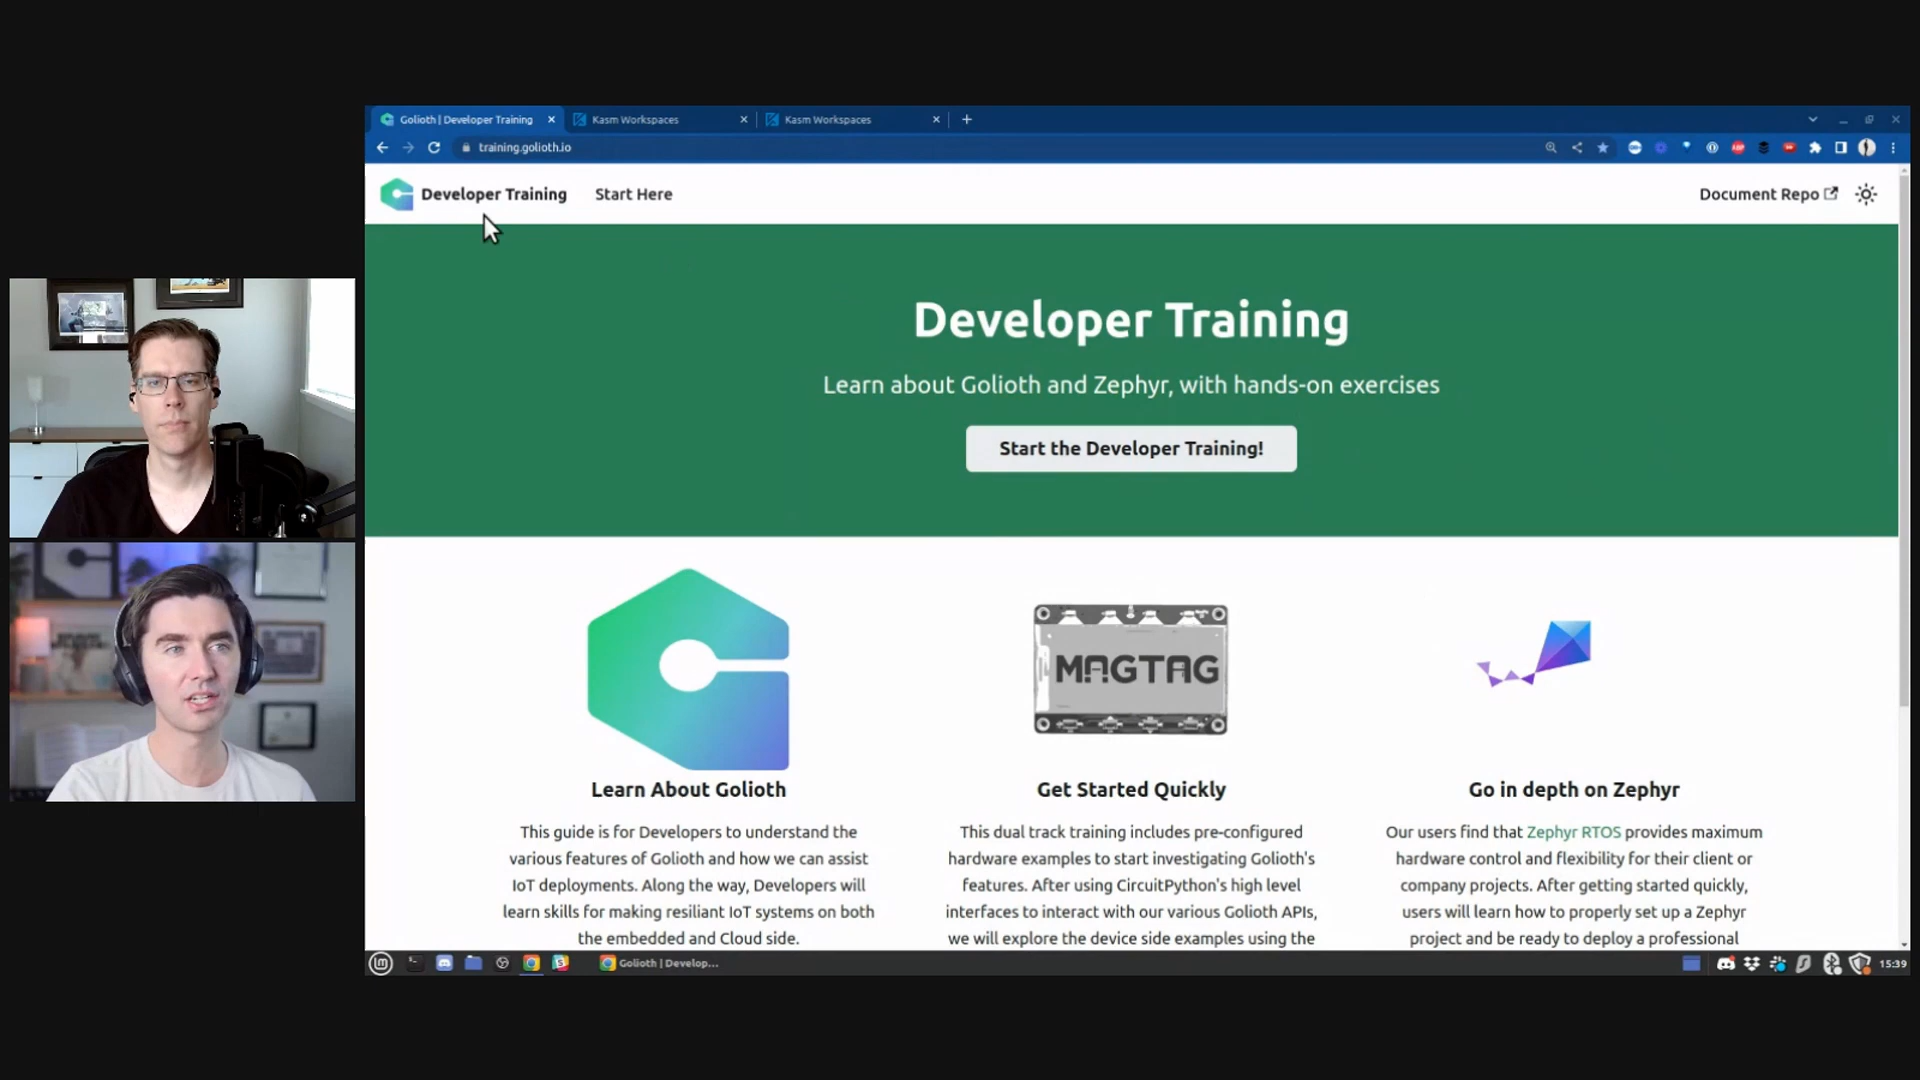 Golioth | Developer Training
Kasm Workspaces
Kasm Workspaces
training.golioth.io
Developer Training
Start Here
Document Repo
Developer Training
Learn about Golioth and Zephyr, with hands-on exercises
Start the Developer Training!
MAGTAG
Learn About Golioth
This guide is for Developers to understand the
various features of Golioth and how we can assist
IoT deployments. Along the way, Developers will
learn skills for making resiliant IoT systems on both
the embedded and Cloud side.
Get Started Quickly
This dual track training includes pre-configured
hardware examples to start investigating Golioth's
features. After using CircuitPython's high level
interfaces to interact with our various Golioth APIs,
we will explore the device side examples using the
Go in depth on Zephyr
Our users find that Zephyr RTOS provides maximum
hardware control and flexibility for their client or
company projects. After getting started quickly,
users will learn how to properly set up a Zephyr
project and be ready to deploy a professional
Golioth | Develop...
15:39